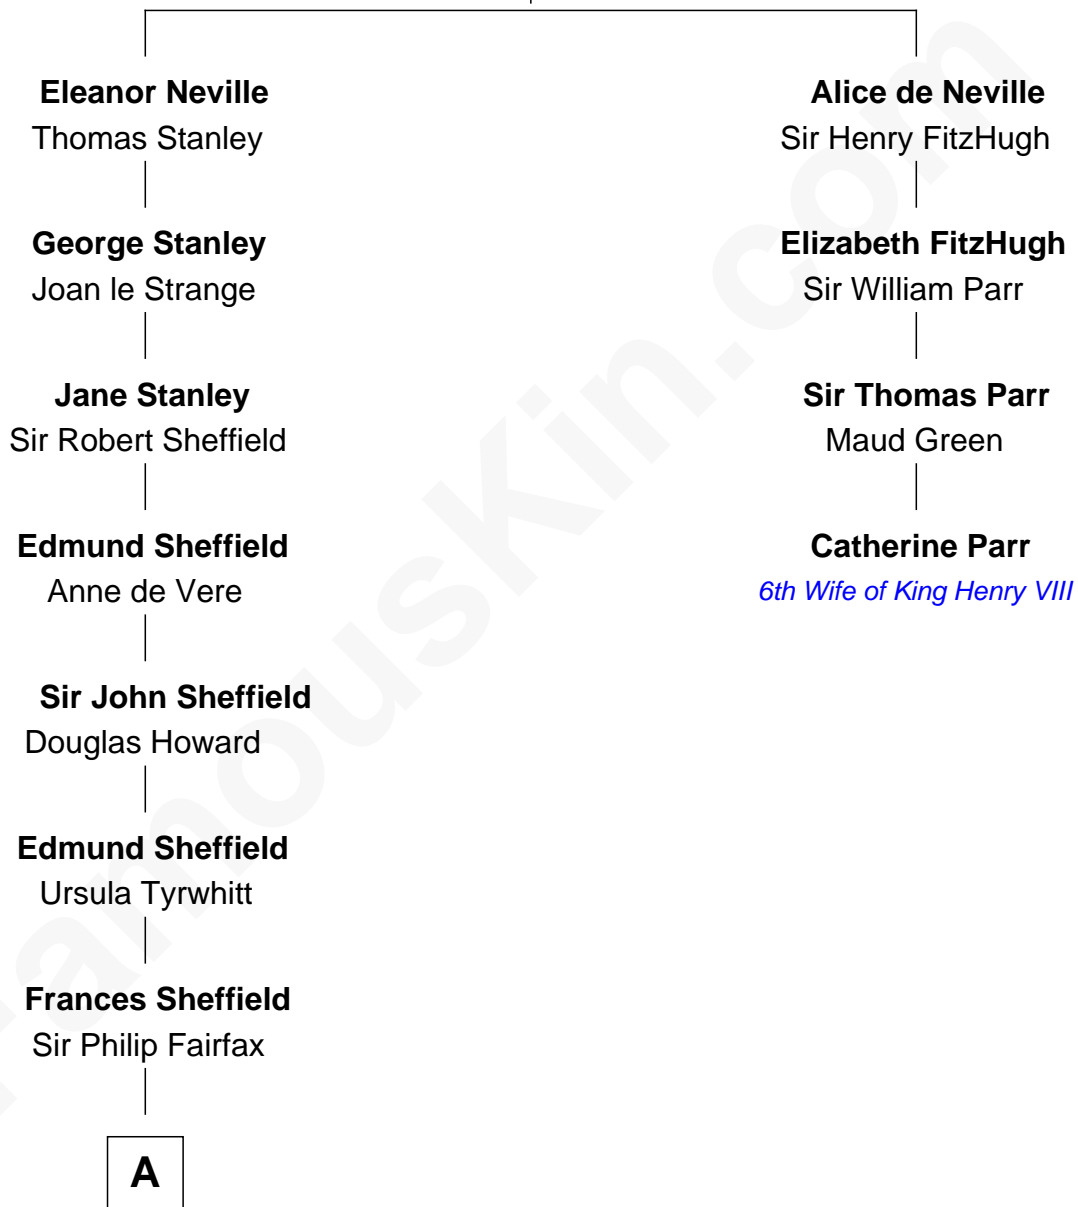 Eleanor Neville
Thomas Stanley
George Stanley
Joan le Strange
Jane Stanley
Sir Robert Sheffield
Edmund Sheffield
Anne de Vere
Sir John Sheffield
Douglas Howard
Edmund Sheffield
Ursula Tyrwhitt
Frances Sheffield
Sir Philip Fairfax
A
Alice de Neville
Sir Henry FitzHugh
Elizabeth FitzHugh
Sir William Parr
Sir Thomas Parr
Maud Green
Catherine Parr
6th Wife of King Henry VIII
FamousKin.com